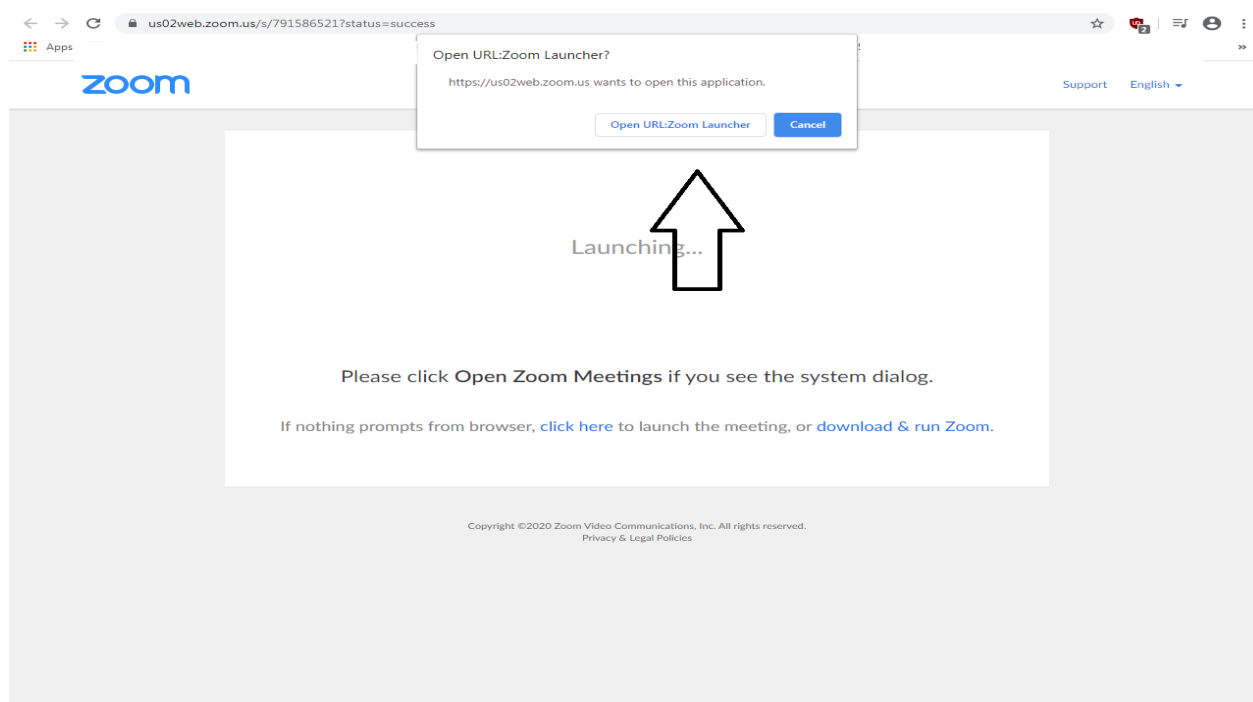 us02web.zoom.us/s/791586521?status=success
2
Apps
»
Open URL:Zoom Launcher?
https://us02web.zoom.us wants to open this application.
Open URL:Zoom Launcher Cancel
zoom
Support English
Launching...
Please click Open Zoom Meetings if you see the system dialog.
If nothing prompts from browser, click here to launch the meeting, or download & run Zoom.
Copyright ©2020 Zoom Video Communications, Inc. All rights reserved.
Privacy & Legal Policies